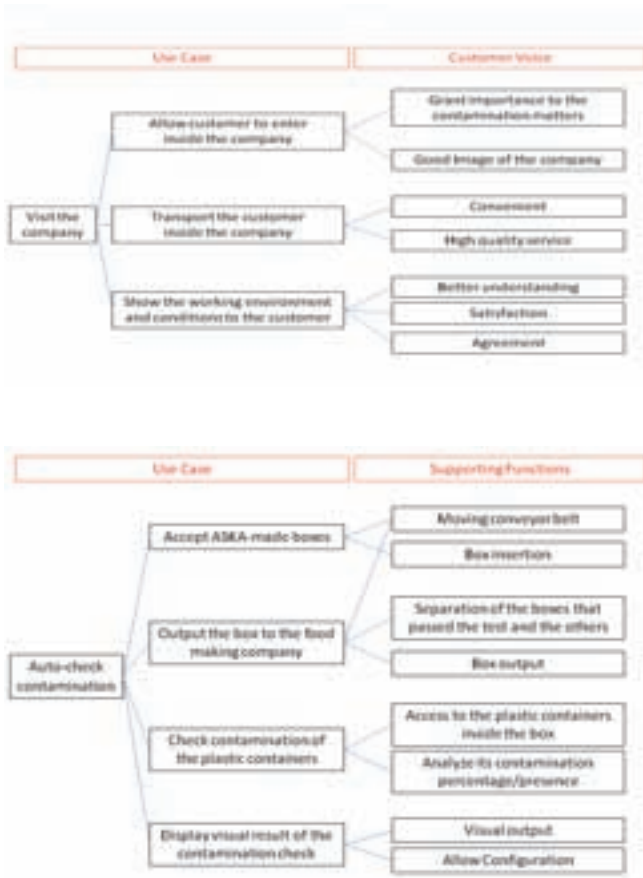 Use Case
Customer Voice
Allow customer to enter
inside the company
Grant importance to the
contamination matters
Good Image of the company
Visit the
company
Transport the customer
inside the company
Convenient
High quality service
Show the working environment
and conditions to the customer
Better understanding
Satisfaction
Agreement
Use Case
Supporting Functions
Accept ASKA-made boxes
Moving conveyor belt
Box insertion
Output the box to the food
making company
Separation of the boxes that
passed the test and the others
Box output
Auto-check
contamination
Check contamination of
the plastic containers
Access to the plastic containers
inside the box
Analyze its contamination
percentage/presence
Display visual result of the
contamination check
Visual output
Allow Configuration